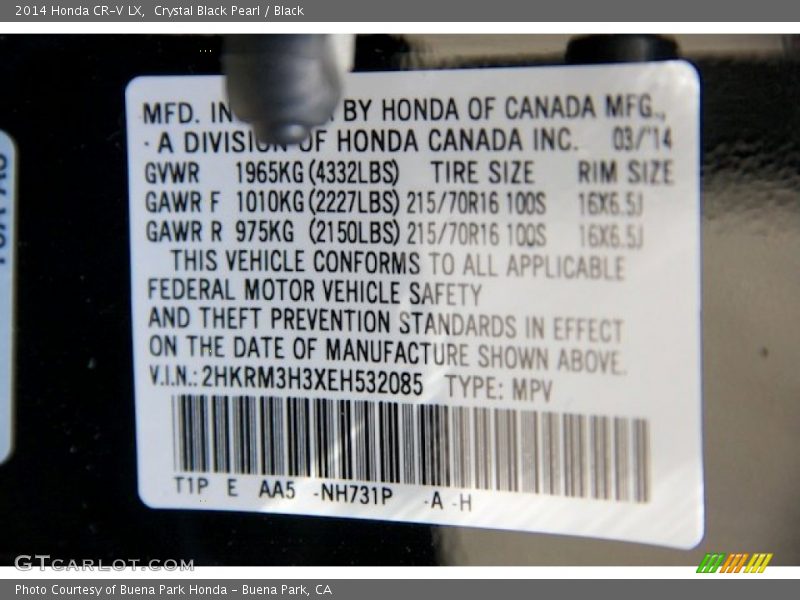 2014 Honda CR-V LX, Crystal Black Pearl / Black
MFD. IN BY HONDA OF CANADA MFG.,
- A DIVISION OF HONDA CANADA INC. 03/'14
GVWR 1965KG (4332LBS) TIRE SIZE RIM SIZE
GAWR F 1010KG (2227LBS) 215/70R16 100S 16X6.5J
GAWR R 975KG (2150LBS) 215/70R16 100S 16X6.5J
THIS VEHICLE CONFORMS TO ALL APPLICABLE
FEDERAL MOTOR VEHICLE SAFETY
AND THEFT PREVENTION STANDARDS IN EFFECT
ON THE DATE OF MANUFACTURE SHOWN ABOVE.
V.I.N.: 2HKRM3H3XEH532085 TYPE: MPV
T1P E AA5 -NH731P -A -H
GTcarlot.com
Photo Courtesy of Buena Park Honda - Buena Park, CA